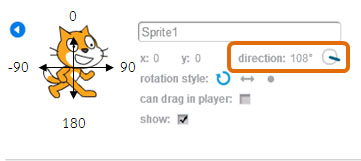 0
Sprite1
-90
90
x: 0 y: 0 direction: 108°
rotation style:
can drag in player:
show:
180